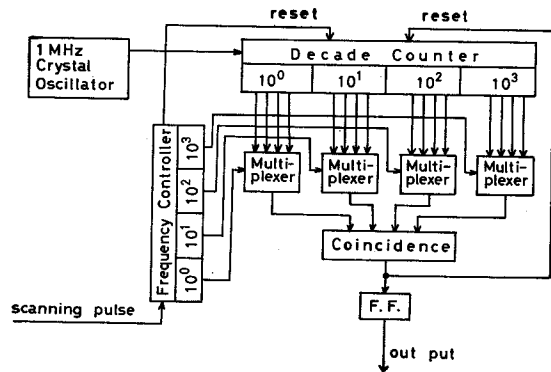 reset
reset
1 MHz
Crystal
Oscillator
Decade Counter
10⁰ 10¹ 10² 10³
Frequency Controller
10³
10²
10¹
10⁰
Multi-
plexer
Multi-
plexer
Multi-
plexer
Multi-
plexer
Coincidence
scanning pulse
F.F.
out put